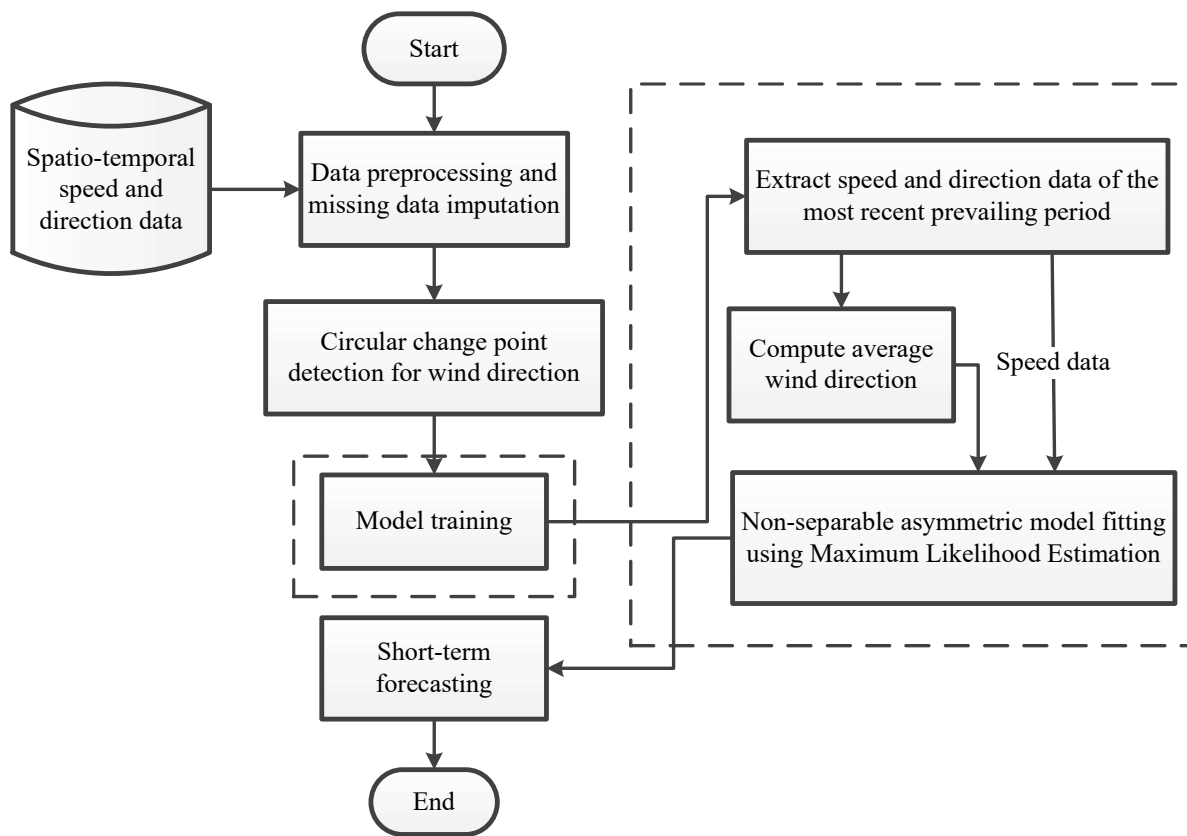 Start
Spatio-temporal
speed and
direction data
Data preprocessing and
missing data imputation
Circular change point
detection for wind direction
Model training
Extract speed and direction data of the
most recent prevailing period
Compute average
wind direction
Speed data
Non-separable asymmetric model fitting
using Maximum Likelihood Estimation
Short-term
forecasting
End